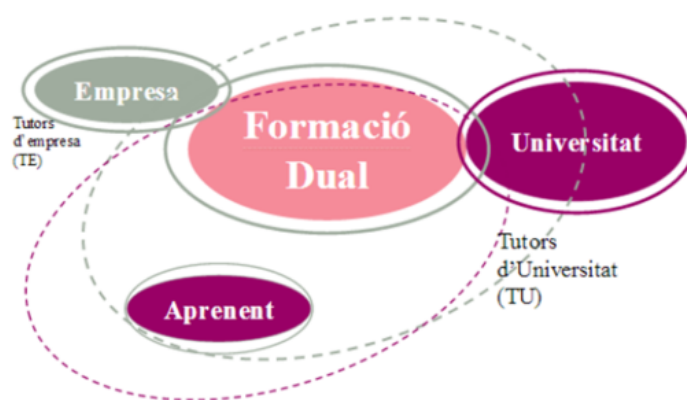 Empresa
Tutors
d'empresa
(TE)
Formació
Dual
Universitat
Tutors
d'Universitat
(TU)
Aprenent